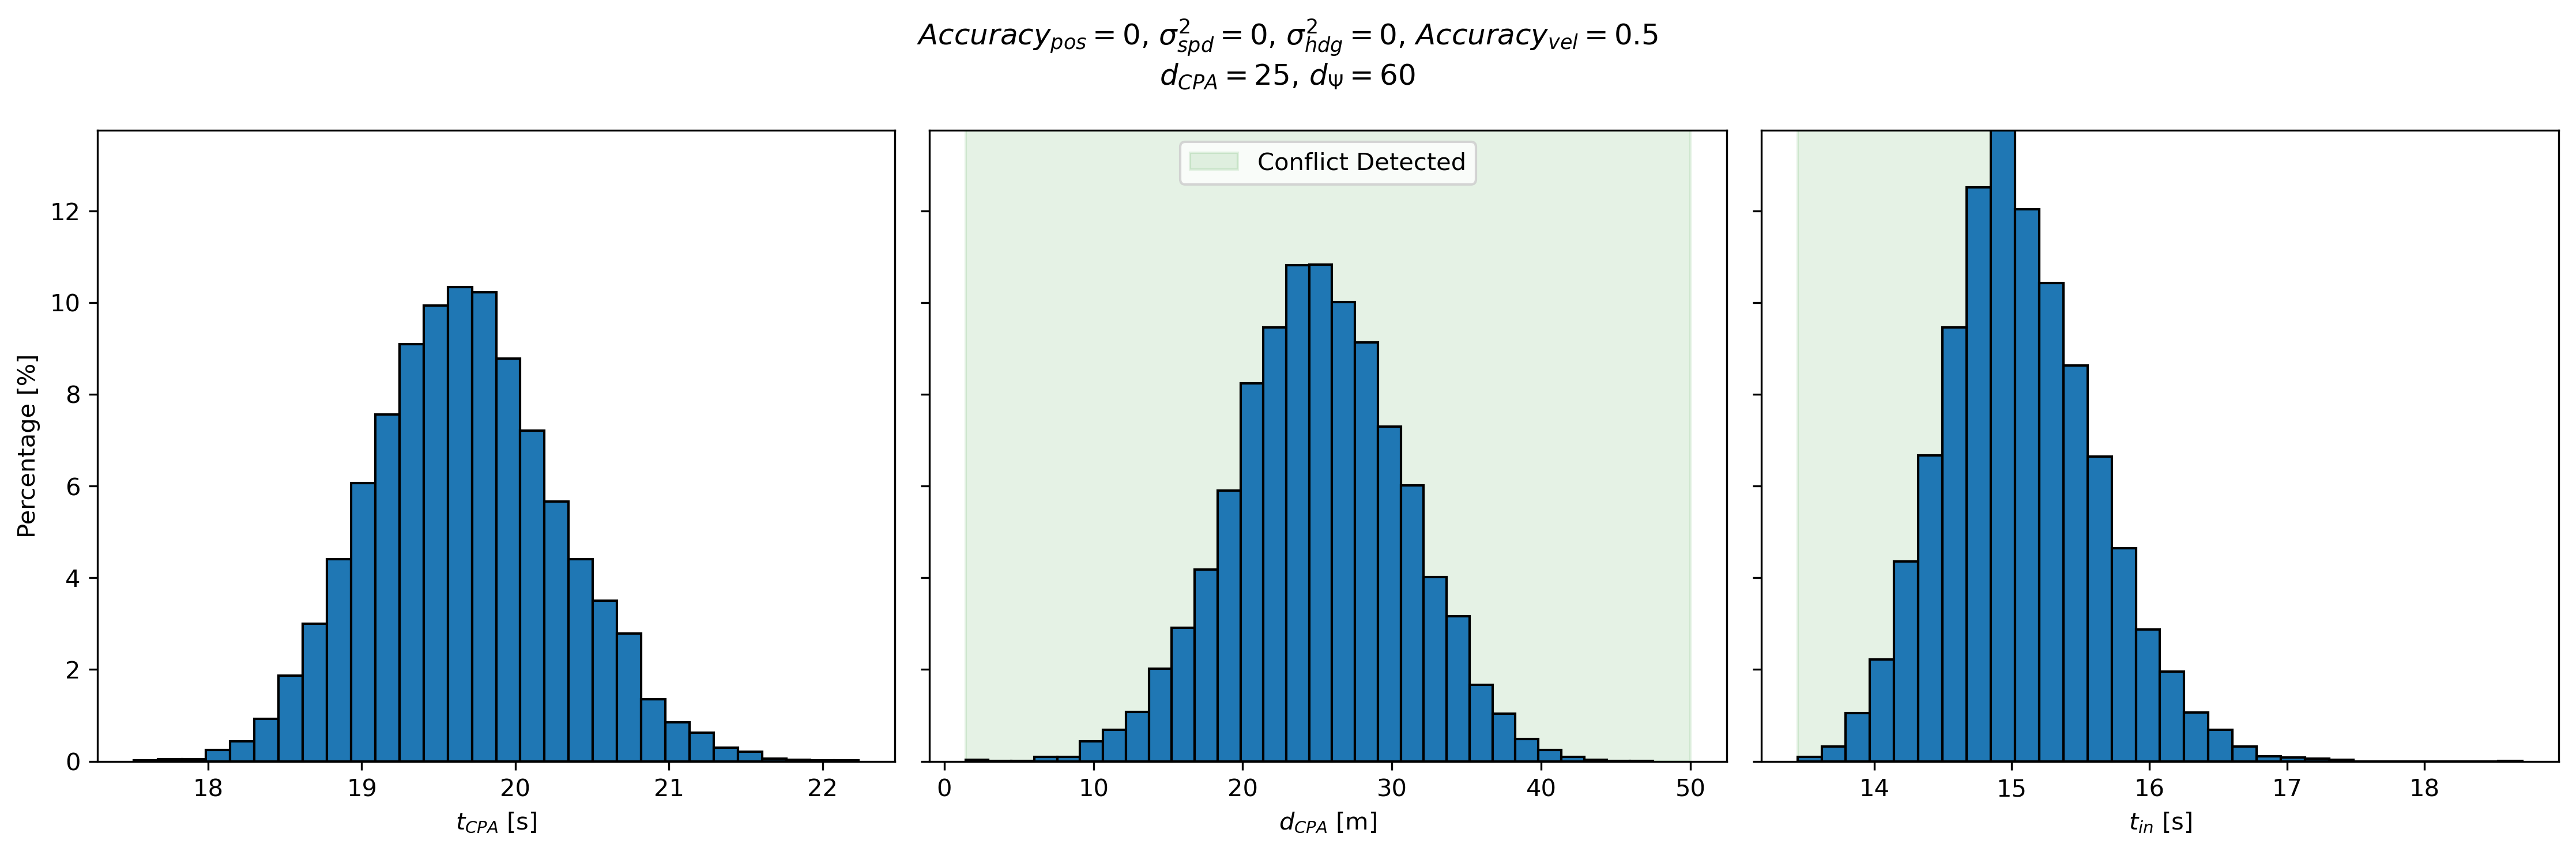 Accuracy_pos = 0, σ²_spd = 0, σ²_hdg = 0, Accuracy_vel = 0.5
d_CPA = 25, d_Ψ = 60
Percentage [%]
0 2 4 6 8 10 12
18 19 20 21 22
t_CPA [s]
Conflict Detected
0 10 20 30 40 50
d_CPA [m]
14 15 16 17 18
t_in [s]